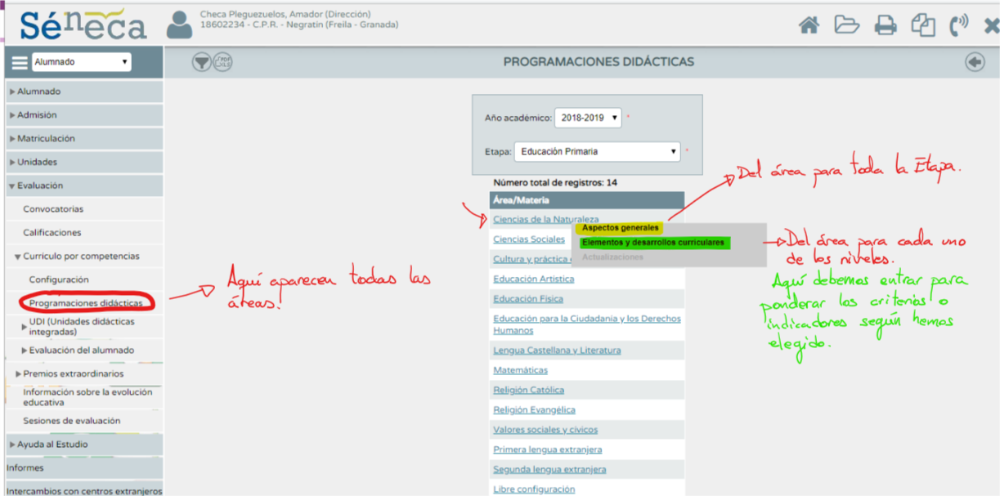 Séneca
Checa Pleguezuelos, Amador (Dirección)
18602234 - C.P.R. - Negratín (Freila - Granada)
Alumnado
PDF
XLS
PROGRAMACIONES DIDÁCTICAS
Alumnado
Admisión
Matriculación
Unidades
Evaluación
Convocatorias
Calificaciones
Currículo por competencias
Configuración
Programaciones didácticas
UDI (Unidades didácticas
integradas)
Evaluación del alumnado
Premios extraordinarios
Información sobre la evolución
educativa
Sesiones de evaluación
Ayuda al Estudio
Informes
Intercambios con centros extranjeros
Aquí aparecen todas las
áreas!
Año académico: 2018-2019 *
Etapa: Educación Primaria *
Número total de registros: 14
Área/Materia
Ciencias de la Naturaleza
Ciencias Sociales
Cultura y práctica
Educación Artística
Educación Física
Educación para la Ciudadanía y los Derechos
Humanos
Lengua Castellana y Literatura
Matemáticas
Religión Católica
Religión Evangélica
Valores sociales y cívicos
Primera lengua extranjera
Segunda lengua extranjera
Libre configuración
Aspectos generales
Elementos y desarrollos curriculares
Actualizaciones
Del área para toda la Etapa.
Del área para cada uno
de los niveles.
Aquí debemos entrar para
ponderar los criterios o
indicadores según hemos
elegido.